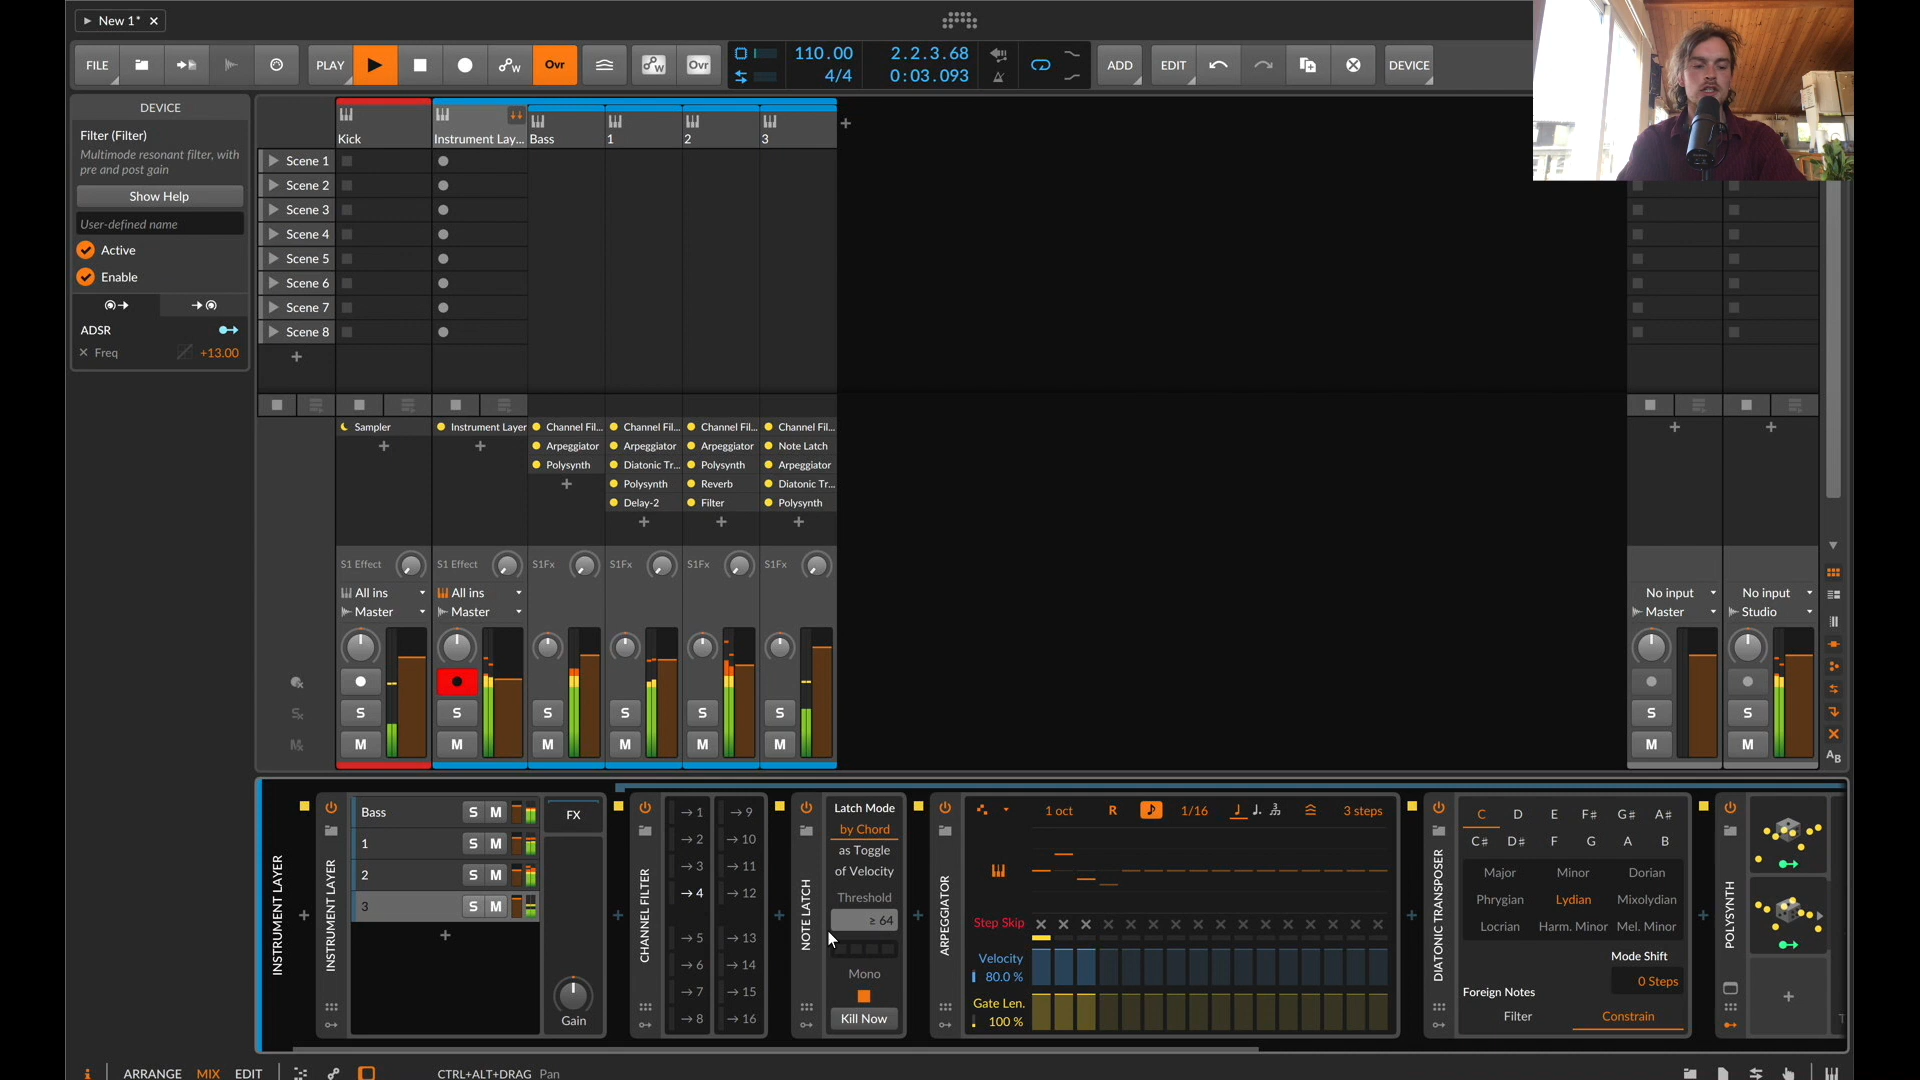 New 1*
FILE
PLAY
Ovr
Ovr
110.00
4/4
2.2.3.68
0:03.093
ADD
EDIT
DEVICE
DEVICE
Filter (Filter)
Multimode resonant filter, with
pre and post gain
Show Help
User-defined name
Active
Enable
ADSR
Freq
+13.00
Kick
Instrument Lay...
Bass
1
2
3
Scene 1
Scene 2
Scene 3
Scene 4
Scene 5
Scene 6
Scene 7
Scene 8
Sampler
Instrument Layer
Channel Fil...
Arpeggiator
Polysynth
Channel Fil...
Arpeggiator
Diatonic Tr...
Polysynth
Delay-2
Channel Fil...
Arpeggiator
Polysynth
Reverb
Filter
Channel Fil...
Note Latch
Arpeggiator
Diatonic Tr...
Polysynth
S1 Effect
S1 Effect
S1Fx
S1Fx
S1Fx
S1Fx
All ins
Master
All ins
Master
No input
Master
No input
Studio
S
S
S
S
S
S
S
S
M
M
M
M
M
M
M
M
INSTRUMENT LAYER
INSTRUMENT LAYER
Bass S M
1 S M
2 S M
3 S M
FX
Gain
CHANNEL FILTER
1
2
3
4
5
6
7
8
9
10
11
12
13
14
15
16
NOTE LATCH
Latch Mode
by Chord
as Toggle
of Velocity
Threshold
≥ 64
Mono
Kill Now
ARPEGGIATOR
1 oct
R
1/16
3 steps
Step Skip
Velocity
80.0 %
Gate Len.
100 %
DIATONIC TRANSPOSER
C D E F# G# A#
C# D# F G A B
Major Minor Dorian
Phrygian Lydian Mixolydian
Locrian Harm. Minor Mel. Minor
Mode Shift
0 Steps
Foreign Notes
Filter
Constrain
POLYSYNTH
ARRANGE
MIX
EDIT
CTRL+ALT+DRAG Pan